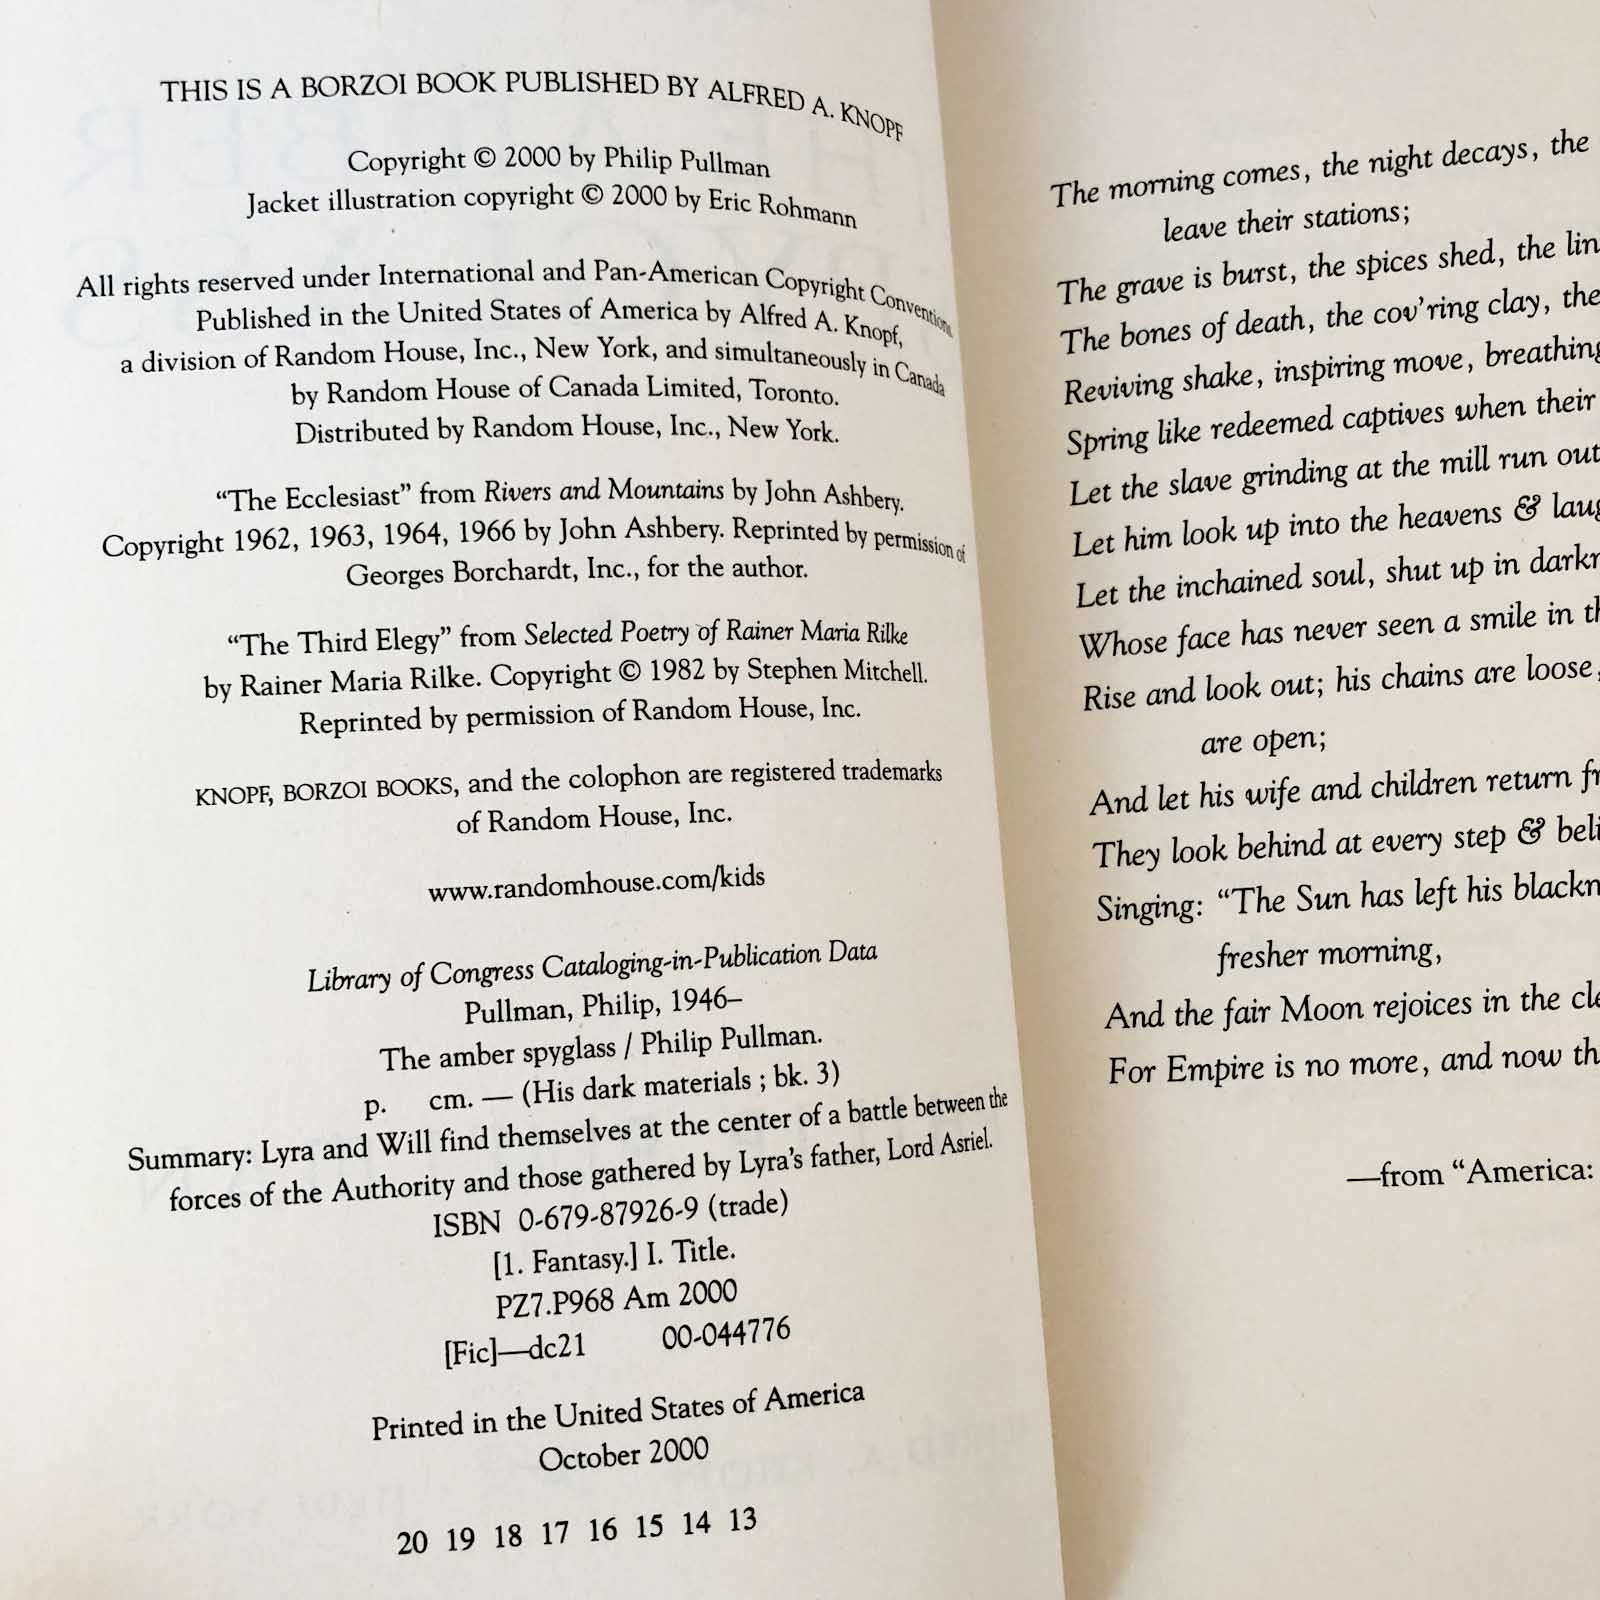 THIS IS A BORZOI BOOK PUBLISHED BY ALFRED A. KNOPF
Copyright © 2000 by Philip Pullman
Jacket illustration copyright © 2000 by Eric Rohmann
All rights reserved under International and Pan-American Copyright Conventions.
Published in the United States of America by Alfred A. Knopf,
a division of Random House, Inc., New York, and simultaneously in Canada
by Random House of Canada Limited, Toronto.
Distributed by Random House, Inc., New York.
“The Ecclesiast” from Rivers and Mountains by John Ashbery.
Copyright 1962, 1963, 1964, 1966 by John Ashbery. Reprinted by permission of
Georges Borchardt, Inc., for the author.
“The Third Elegy” from Selected Poetry of Rainer Maria Rilke
by Rainer Maria Rilke. Copyright © 1982 by Stephen Mitchell.
Reprinted by permission of Random House, Inc.
KNOPF, BORZOI BOOKS, and the colophon are registered trademarks
of Random House, Inc.
www.randomhouse.com/kids
Library of Congress Cataloging-in-Publication Data
Pullman, Philip, 1946–
The amber spyglass / Philip Pullman.
p. cm. — (His dark materials ; bk. 3)
Summary: Lyra and Will find themselves at the center of a battle between the
forces of the Authority and those gathered by Lyra’s father, Lord Asriel.
ISBN 0-679-87926-9 (trade)
[1. Fantasy.] I. Title.
PZ7.P968 Am 2000
[Fic]—dc21 00-044776
Printed in the United States of America
October 2000
20 19 18 17 16 15 14 13
The morning comes, the night decays, the
leave their stations;
The grave is burst, the spices shed, the lin
The bones of death, the cov’ring clay, the
Reviving shake, inspiring move, breathing
Spring like redeemed captives when their
Let the slave grinding at the mill run out
Let him look up into the heavens & laug
Let the inchained soul, shut up in darkn
Whose face has never seen a smile in th
Rise and look out; his chains are loose,
are open;
And let his wife and children return fr
They look behind at every step & beli
Singing: “The Sun has left his blackn
fresher morning,
And the fair Moon rejoices in the cle
For Empire is no more, and now th
—from “America: